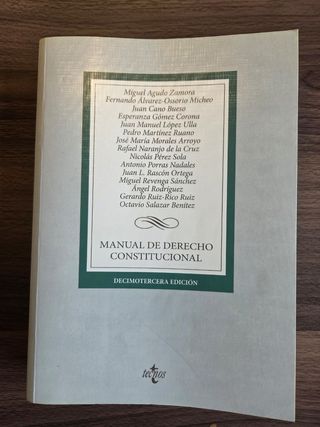 Miguel Agudo Zamora
Fernando Álvarez-Ossorio Micheo
Juan Cano Bueso
Esperanza Gómez Corona
Juan Manuel López Ulla
Pedro Martínez Ruano
José María Morales Arroyo
Rafael Naranjo de la Cruz
Nicolás Pérez Sola
Antonio Porras Nadales
Juan L. Rascón Ortega
Miguel Revenga Sánchez
Ángel Rodríguez
Gerardo Ruiz-Rico Ruiz
Octavio Salazar Benítez
MANUAL DE DERECHO
CONSTITUCIONAL
DECIMOTERCERA EDICIÓN
tecnos